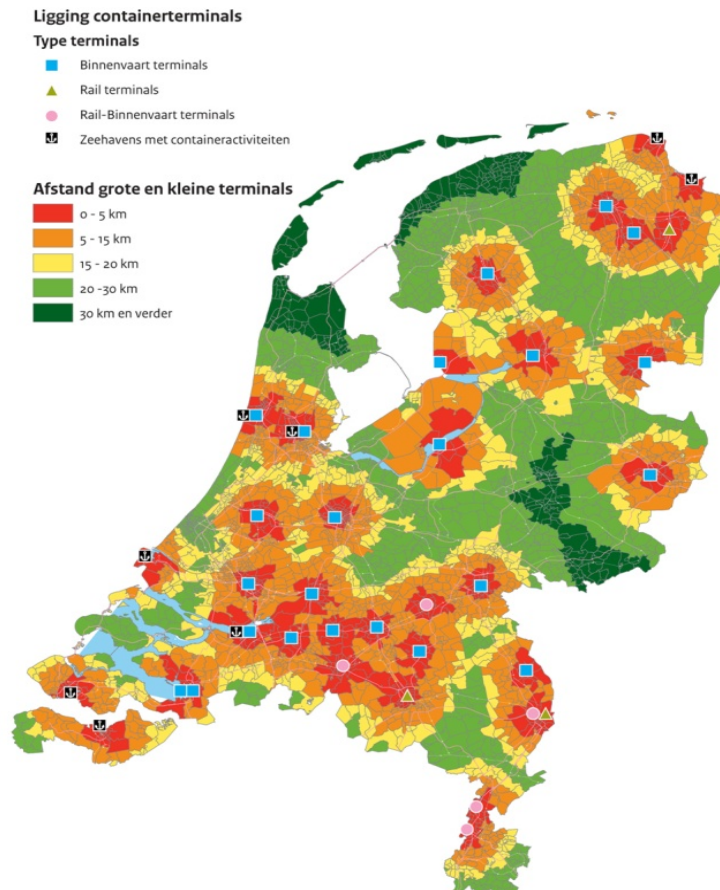 Ligging containerterminals
Type terminals
Binnenvaart terminals
Rail terminals
Rail-Binnenvaart terminals
Zeehavens met containeractiviteiten
Afstand grote en kleine terminals
0 - 5 km
5 - 15 km
15 - 20 km
20 -30 km
30 km en verder